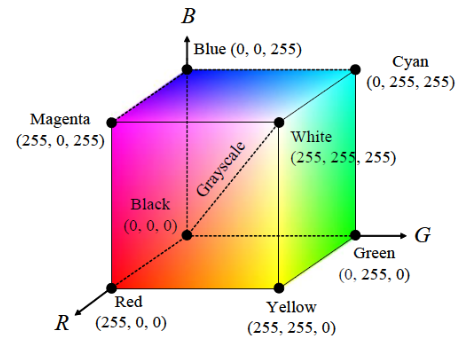 B
Blue (0, 0, 255)
Cyan
(0, 255, 255)
Magenta
(255, 0, 255)
White
(255, 255, 255)
Grayscale
Black
(0, 0, 0)
G
Green
(0, 255, 0)
R
Red
(255, 0, 0)
Yellow
(255, 255, 0)